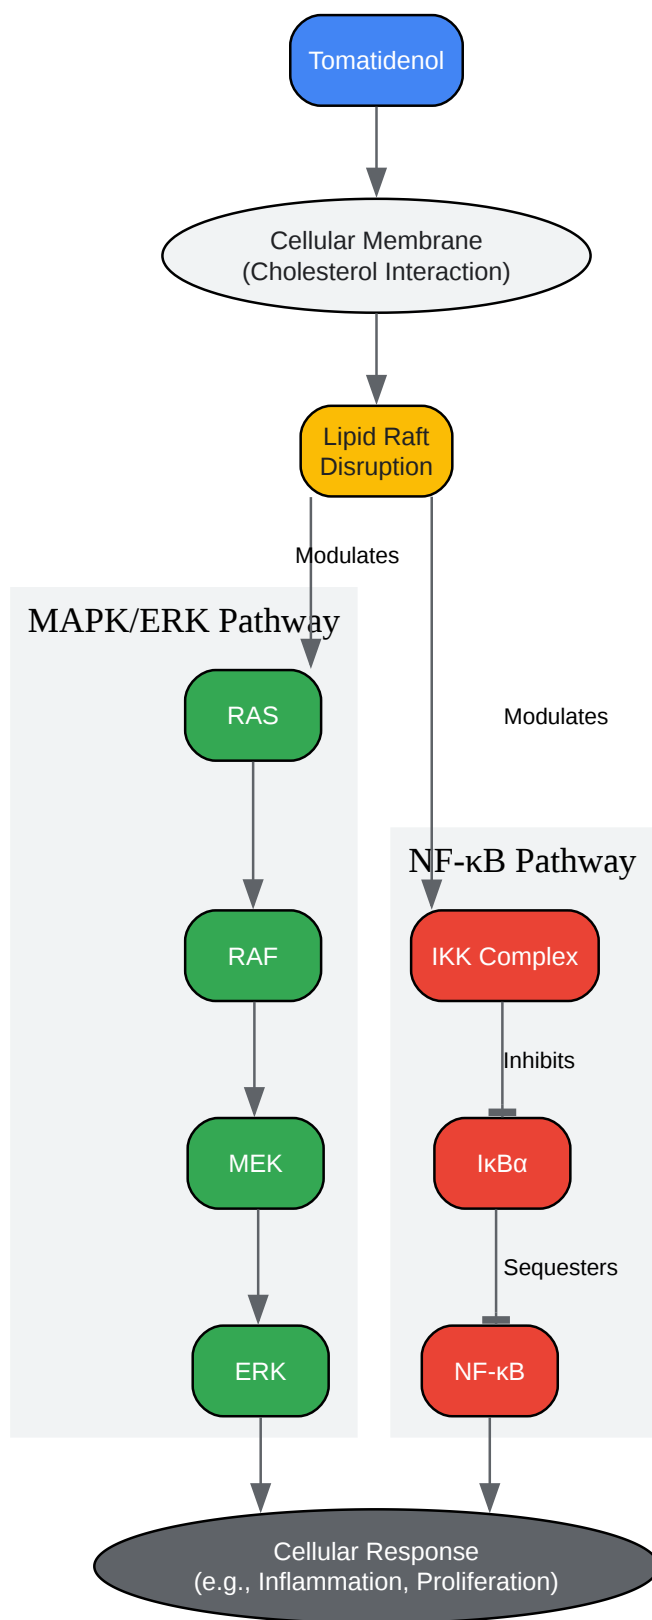 Tomatidenol
Cellular Membrane
(Cholesterol Interaction)
Lipid Raft
Disruption
Modulates
MAPK/ERK Pathway
RAS
Modulates
NF-κB Pathway
RAF
IKK Complex
Inhibits
MEK
IκBα
Sequesters
ERK
NF-κB
Cellular Response
(e.g., Inflammation, Proliferation)